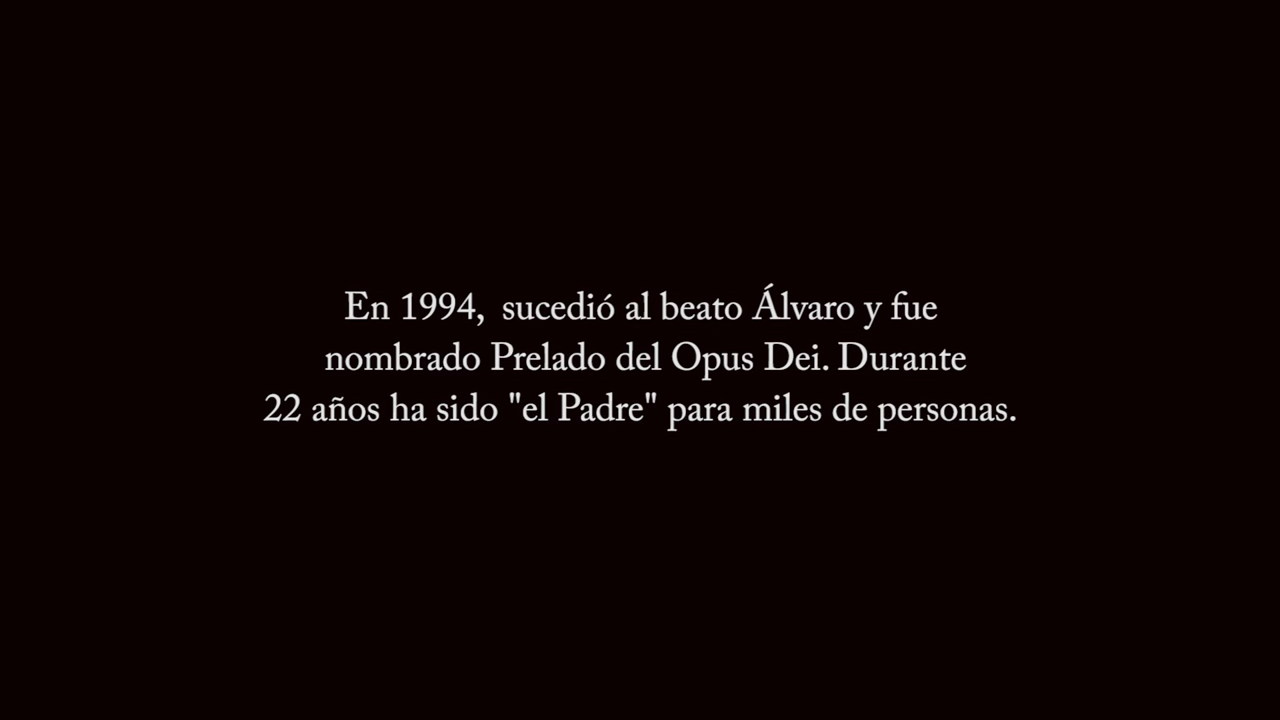 En 1994,  sucedió al beato Álvaro y fue
nombrado Prelado del Opus Dei. Durante
22 años ha sido "el Padre" para miles de personas.